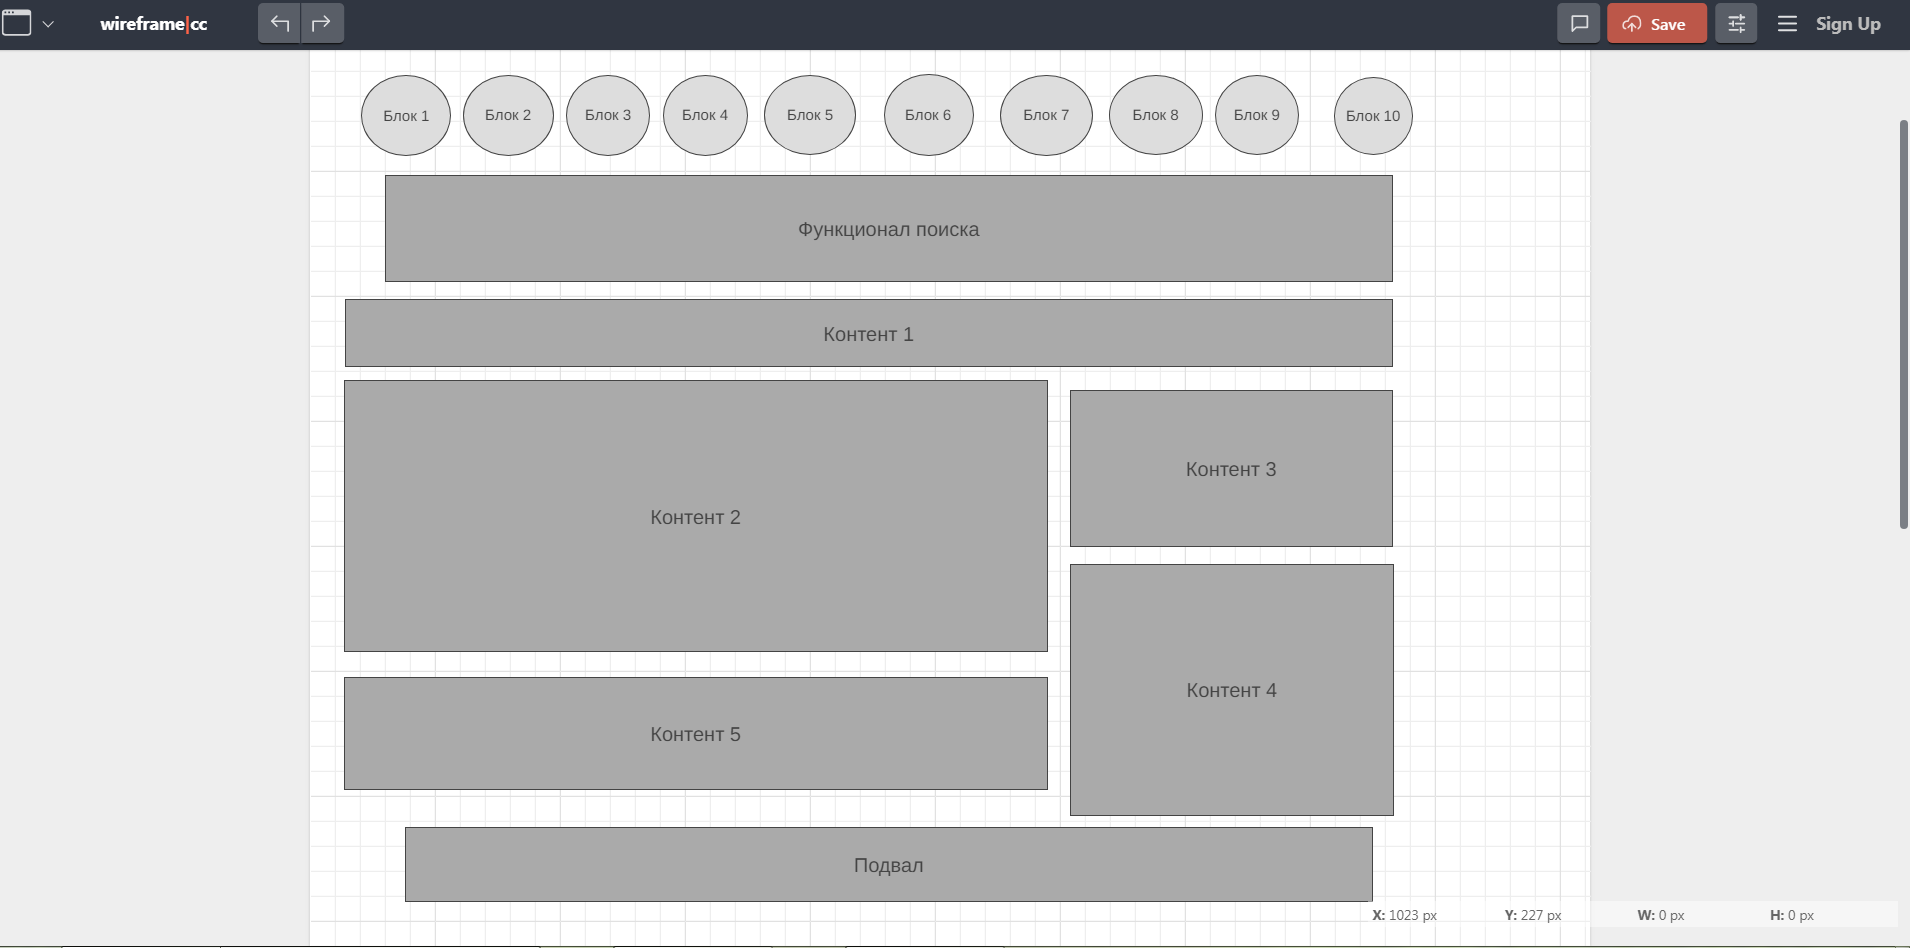 wireframe|cc
Save
Sign Up
Блок 1
Блок 2
Блок 3
Блок 4
Блок 5
Блок 6
Блок 7
Блок 8
Блок 9
Блок 10
Функционал поиска
Контент 1
Контент 2
Контент 3
Контент 4
Контент 5
Подвал
X: 1023 px Y: 227 px W: 0 px H: 0 px